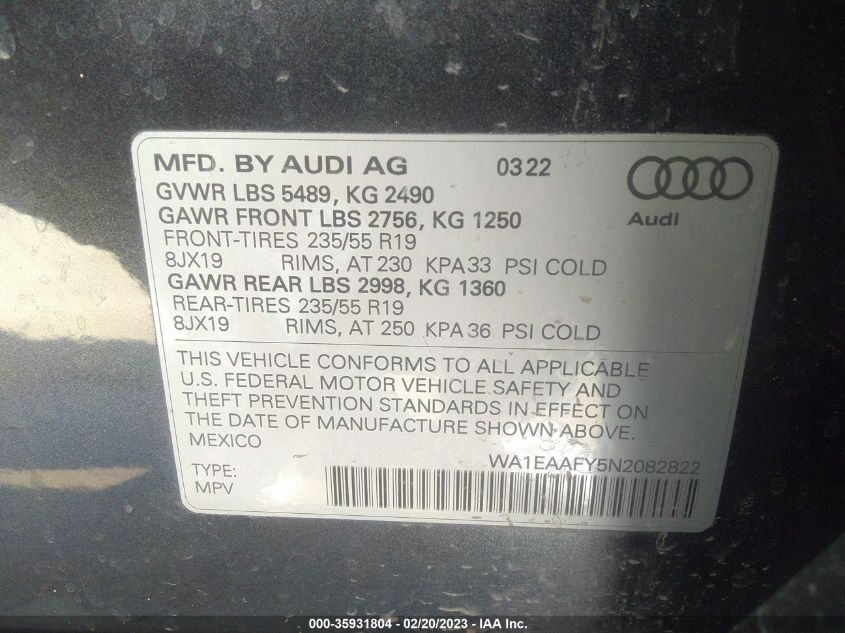 MFD. BY AUDI AG 0322
GVWR LBS 5489, KG 2490
GAWR FRONT LBS 2756, KG 1250
Audi
FRONT-TIRES 235/55 R19
8JX19 RIMS, AT 230 KPA33 PSI COLD
GAWR REAR LBS 2998, KG 1360
REAR-TIRES 235/55 R19
8JX19 RIMS, AT 250 KPA36 PSI COLD
THIS VEHICLE CONFORMS TO ALL APPLICABLE
U.S. FEDERAL MOTOR VEHICLE SAFETY AND
THEFT PREVENTION STANDARDS IN EFFECT ON
THE DATE OF MANUFACTURE SHOWN ABOVE.
MEXICO
WA1EAAFY5N2082822
TYPE:
MPV
000-35931804 - 02/20/2023 - IAA Inc.